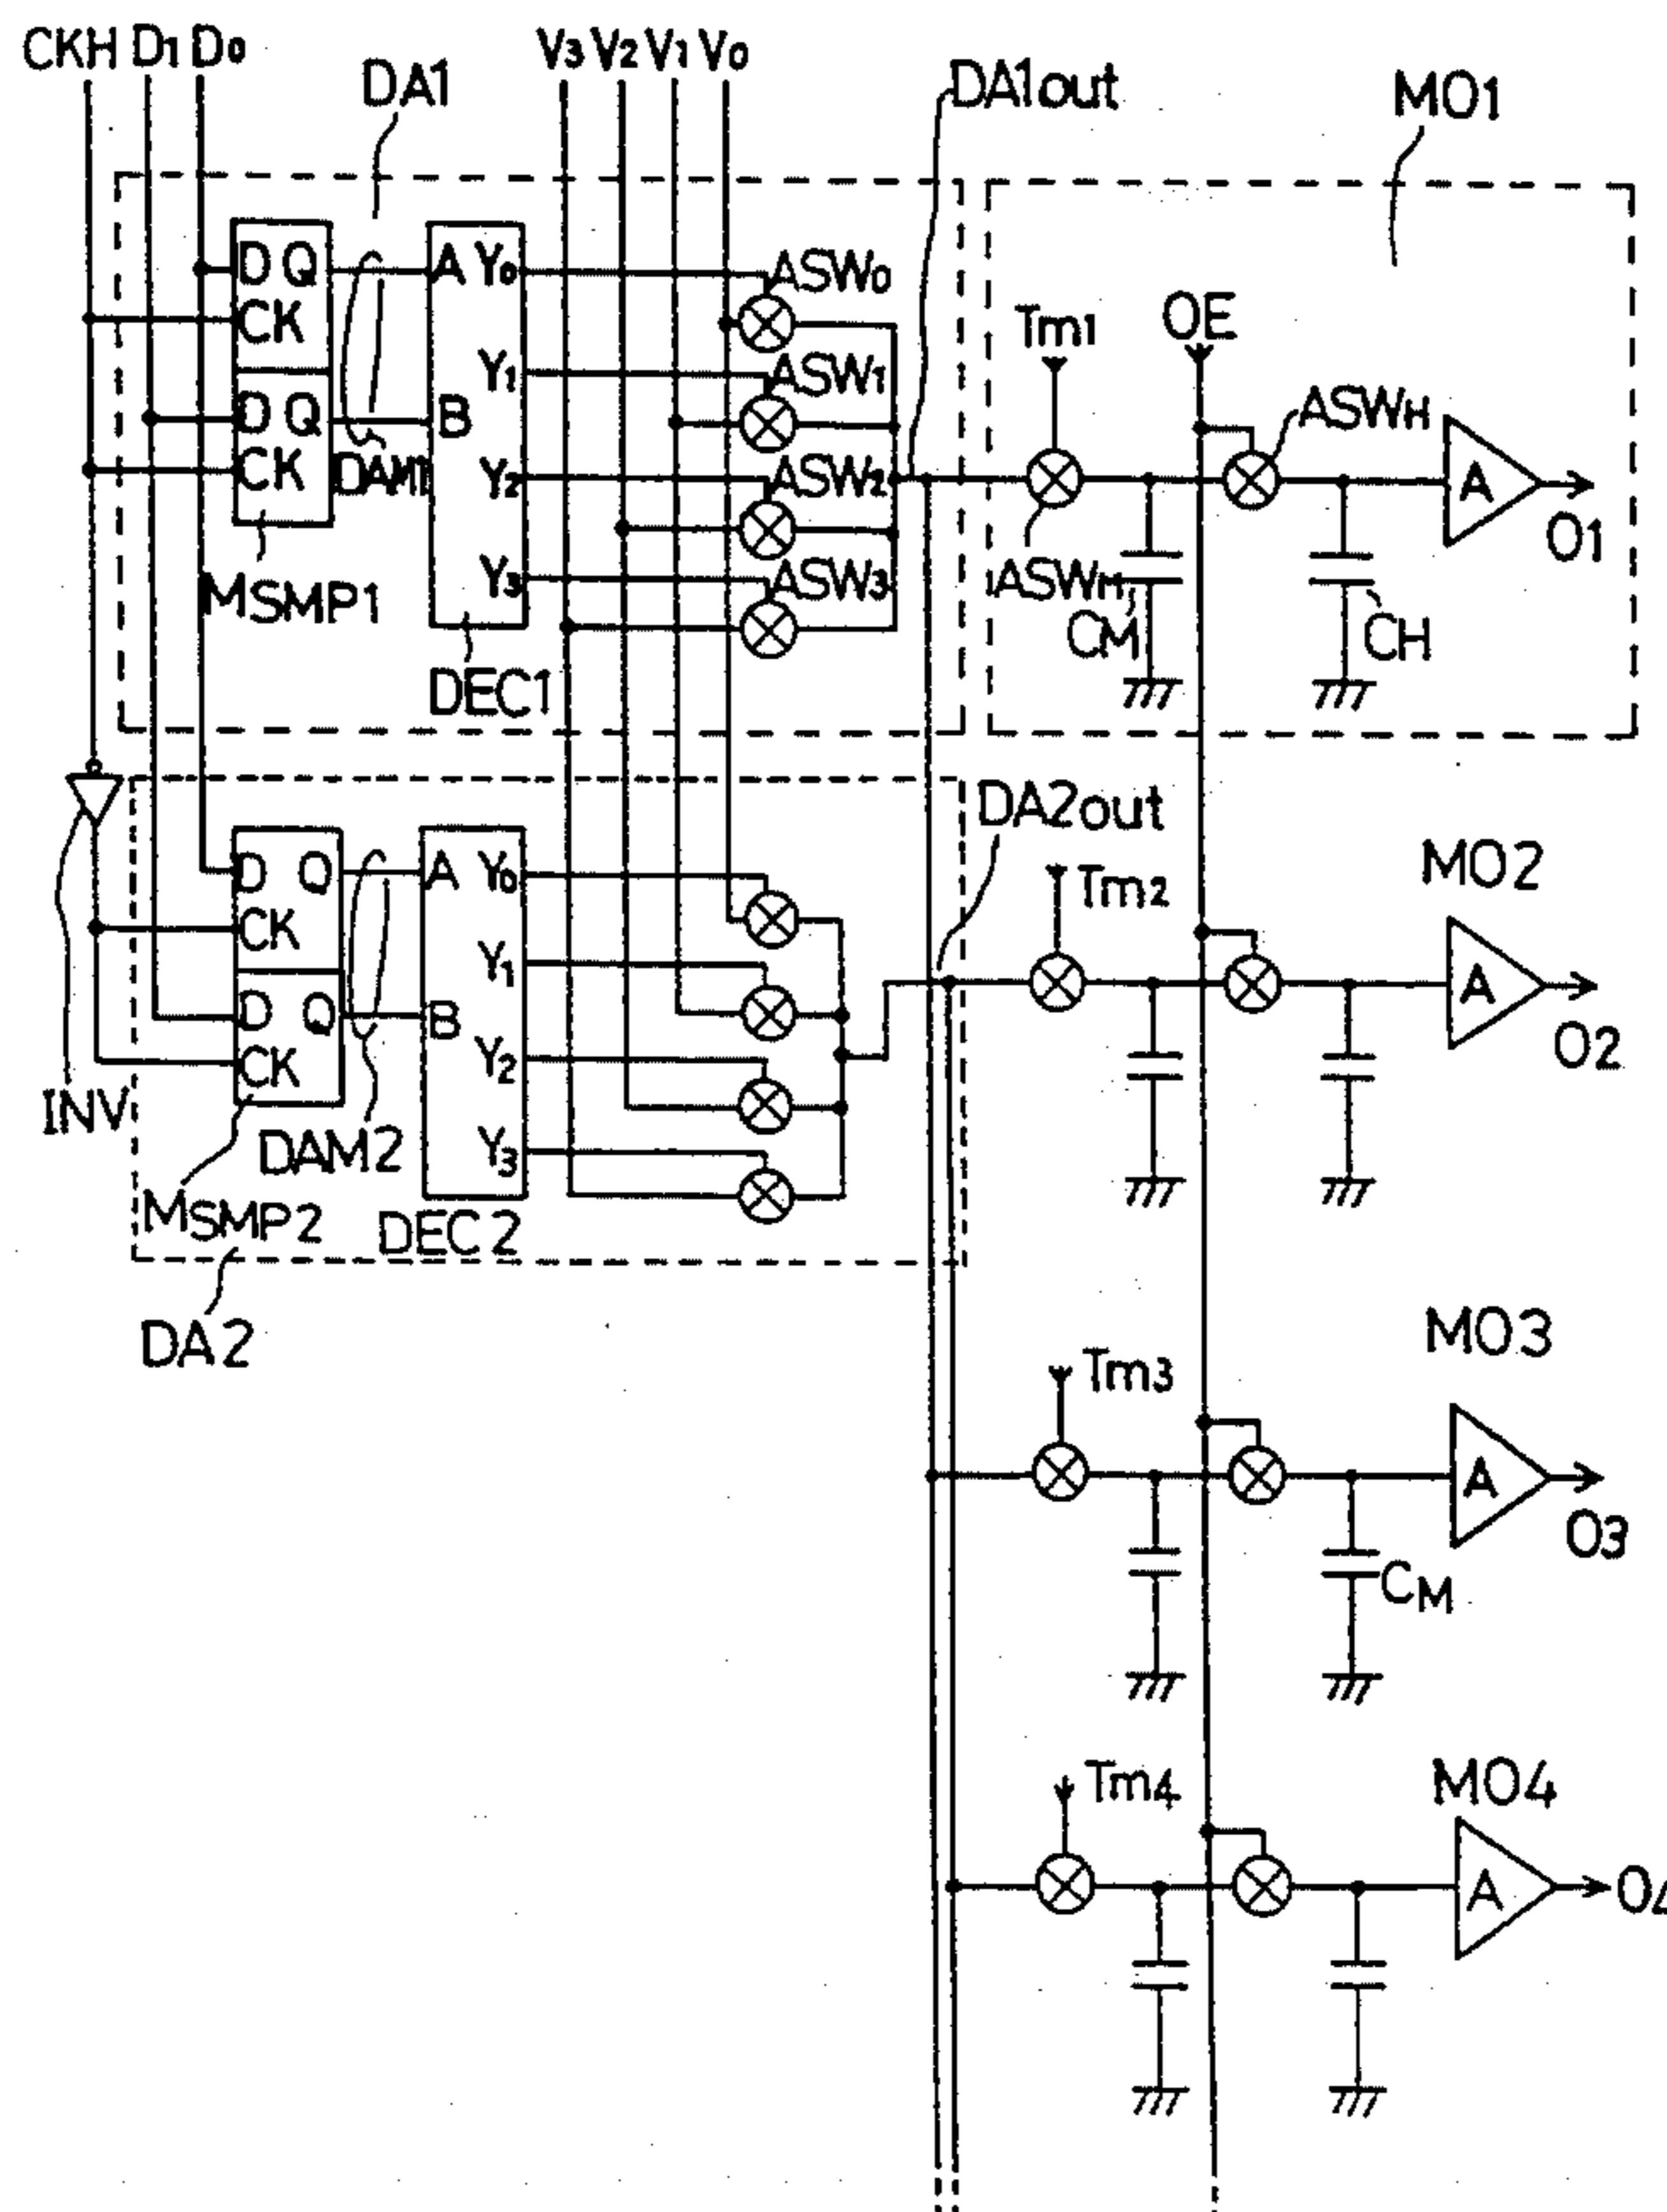 CKH D1 D0 V3 V2 V1 V0
DA1 DA1out MO1
D Q A Y0 ASW0
CK Tm1 OE
Y1 ASW1
D Q B ASWH
CK DAM1 Y2 ASW2 A
O1
MSMP1 Y3 ASW3 ASWM
CM CH
DEC1
DA2out
MO2
D Q A Y0 Tm2
CK
Y1
D Q B A
CK Y2 O2
INV
DAM2 Y3
MSMP2 DEC2
DA2
MO3
Tm3
A
O3
CM
Tm4 MO4
A O4